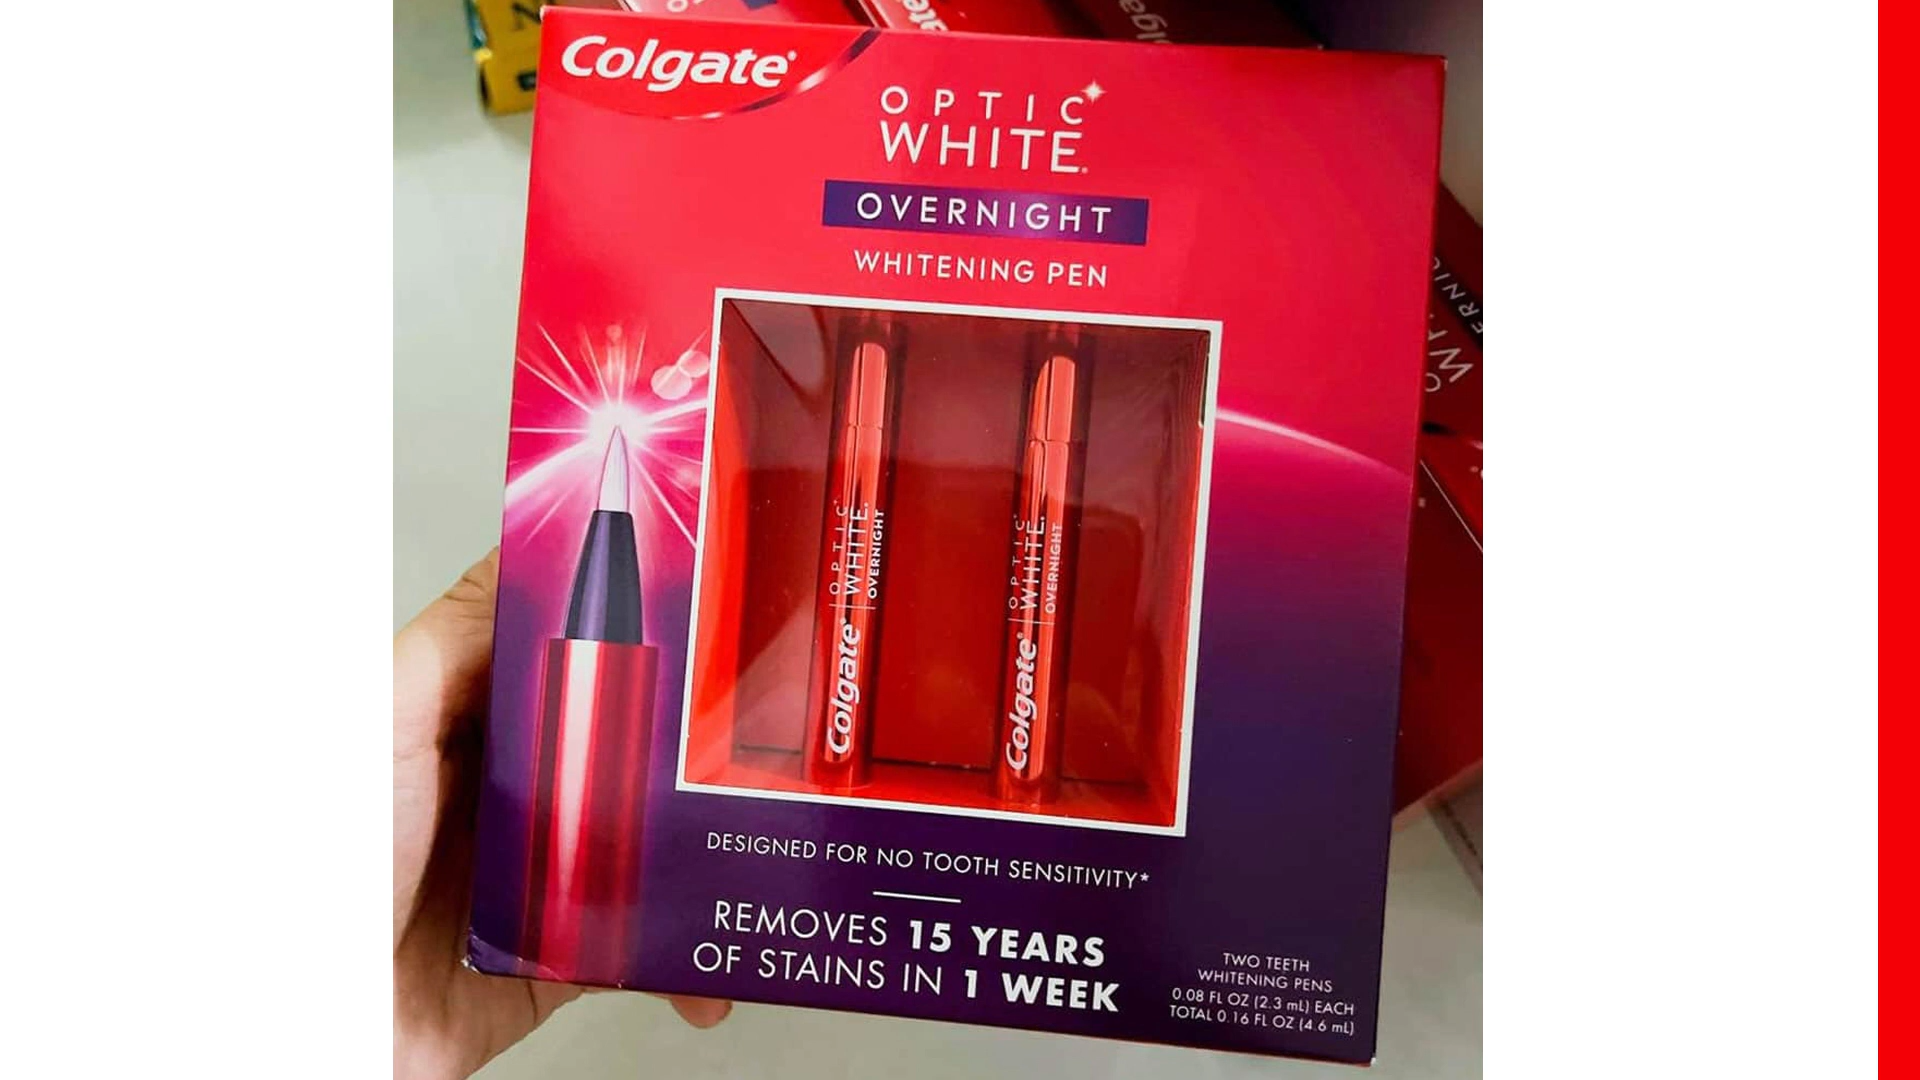 Colgate®
OPTIC
WHITE®
OVERNIGHT
WHITENING PEN
Colgate® | OPTIC WHITE® OVERNIGHT
Colgate® | OPTIC WHITE® OVERNIGHT
DESIGNED FOR NO TOOTH SENSITIVITY*
REMOVES 15 YEARS
OF STAINS IN 1 WEEK
TWO TEETH
WHITENING PENS
0.08 FL OZ (2.3 mL) EACH
TOTAL 0.16 FL OZ (4.6 mL)